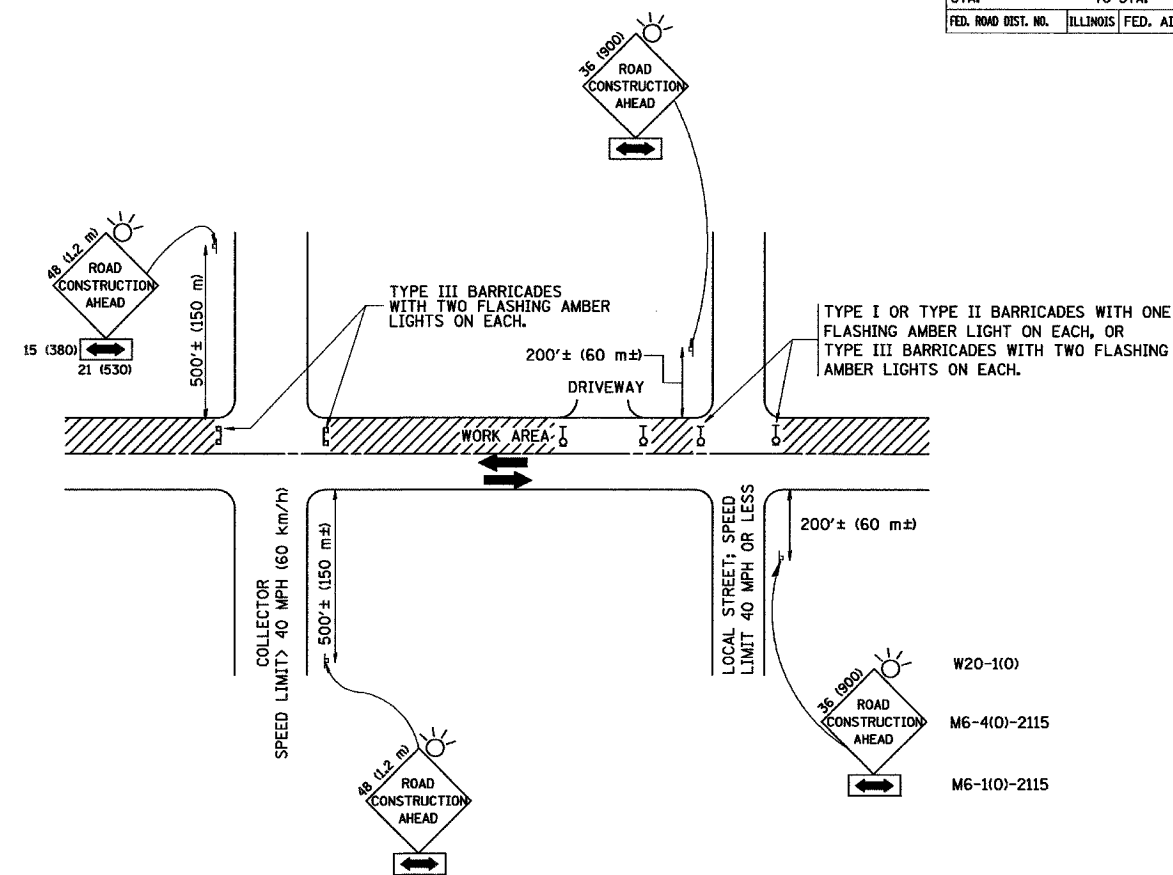 FED. ROAD DIST. NO. ILLINOIS FED. AI
36 (900)
ROAD
CONSTRUCTION
AHEAD
48 (1.2 m)
ROAD
CONSTRUCTION
AHEAD
15 (380)
21 (530)
500'± (150 m)
TYPE III BARRICADES
WITH TWO FLASHING AMBER
LIGHTS ON EACH.
200'± (60 m±)
DRIVEWAY
TYPE I OR TYPE II BARRICADES WITH ONE
FLASHING AMBER LIGHT ON EACH, OR
TYPE III BARRICADES WITH TWO FLASHING
AMBER LIGHTS ON EACH.
WORK AREA
COLLECTOR
SPEED LIMIT> 40 MPH (60 km/h)
500'± (150 m±)
LOCAL STREET; SPEED
LIMIT 40 MPH OR LESS
200'± (60 m±)
48 (1.2 m)
ROAD
CONSTRUCTION
AHEAD
36 (900)
ROAD
CONSTRUCTION
AHEAD
W20-1(O)
M6-4(O)-2115
M6-1(O)-2115